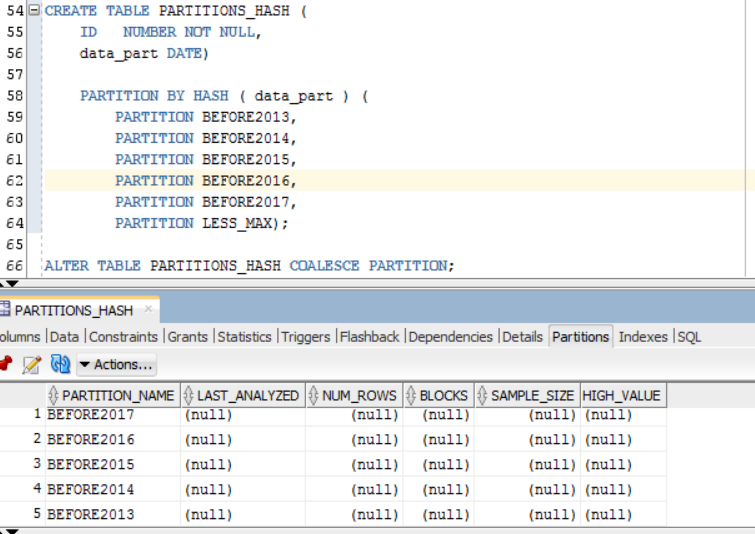 54 CREATE TABLE PARTITIONS_HASH (
55 ID NUMBER NOT NULL,
56 data_part DATE)
57
58 PARTITION BY HASH ( data_part ) (
59 PARTITION BEFORE2013,
60 PARTITION BEFORE2014,
61 PARTITION BEFORE2015,
62 PARTITION BEFORE2016,
63 PARTITION BEFORE2017,
64 PARTITION LESS_MAX);
65
66 ALTER TABLE PARTITIONS_HASH COALESCE PARTITION;
PARTITIONS_HASH
olumns | Data | Constraints | Grants | Statistics | Triggers | Flashback | Dependencies | Details | Partitions | Indexes | SQL
Actions...
PARTITION_NAME LAST_ANALYZED NUM_ROWS BLOCKS SAMPLE_SIZE HIGH_VALUE
1 BEFORE2017 (null) (null) (null) (null) (null)
2 BEFORE2016 (null) (null) (null) (null) (null)
3 BEFORE2015 (null) (null) (null) (null) (null)
4 BEFORE2014 (null) (null) (null) (null) (null)
5 BEFORE2013 (null) (null) (null) (null) (null)